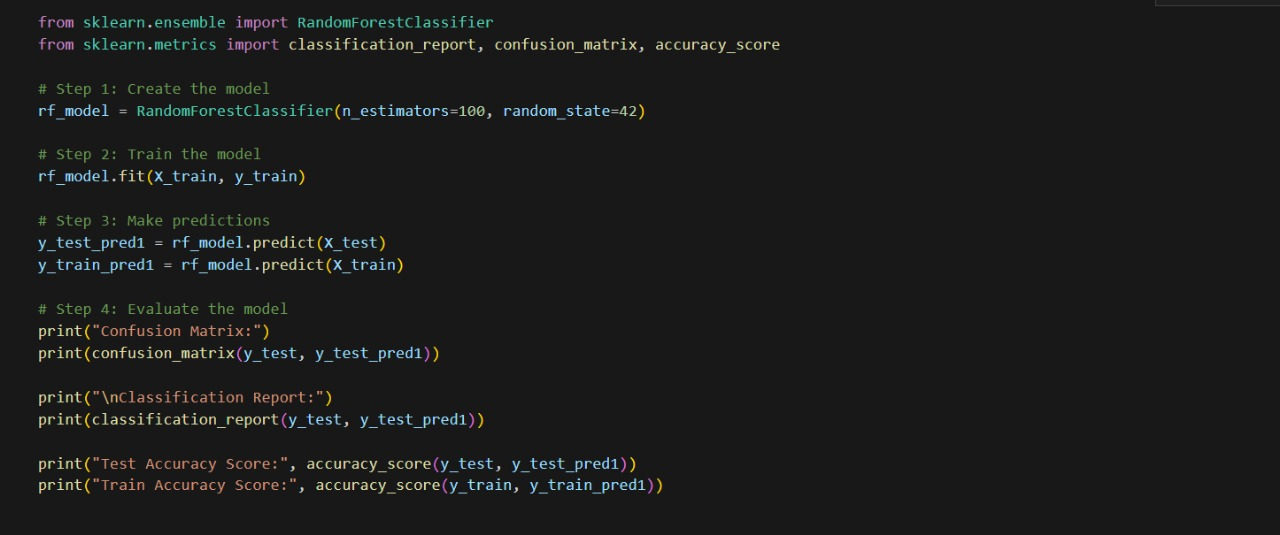 from sklearn.ensemble import RandomForestClassifier
from sklearn.metrics import classification_report, confusion_matrix, accuracy_score
# Step 1: Create the model
rf_model = RandomForestClassifier(n_estimators=100, random_state=42)
# Step 2: Train the model
rf_model.fit(X_train, y_train)
# Step 3: Make predictions
y_test_pred1 = rf_model.predict(X_test)
y_train_pred1 = rf_model.predict(X_train)
# Step 4: Evaluate the model
print("Confusion Matrix:")
print(confusion_matrix(y_test, y_test_pred1))
print("\nClassification Report:")
print(classification_report(y_test, y_test_pred1))
print("Test Accuracy Score:", accuracy_score(y_test, y_test_pred1))
print("Train Accuracy Score:", accuracy_score(y_train, y_train_pred1))